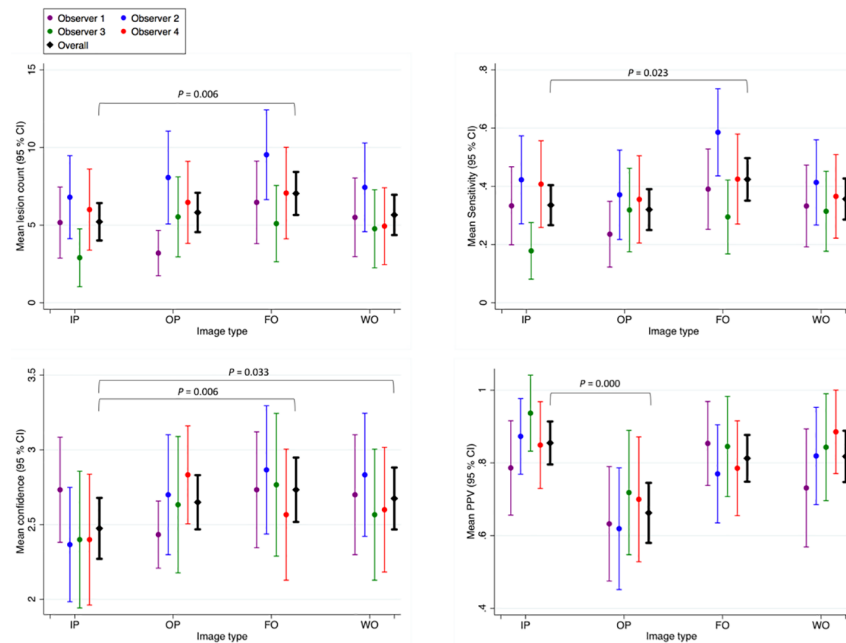 Observer 1 Observer 2
Observer 3 Observer 4
Overall
Mean lesion count (95 % CI)
15
10
5
0
P = 0.006
IP OP FO WO
Image type
Mean Sensitivity (95 % CI)
.8
.6
.4
.2
0
P = 0.023
IP OP FO WO
Image type
Mean confidence (95 % CI)
3.5
3
2.5
2
P = 0.033
P = 0.006
IP OP FO WO
Image type
Mean PPV (95 % CI)
1
.8
.6
.4
P = 0.000
IP OP FO WO
Image type